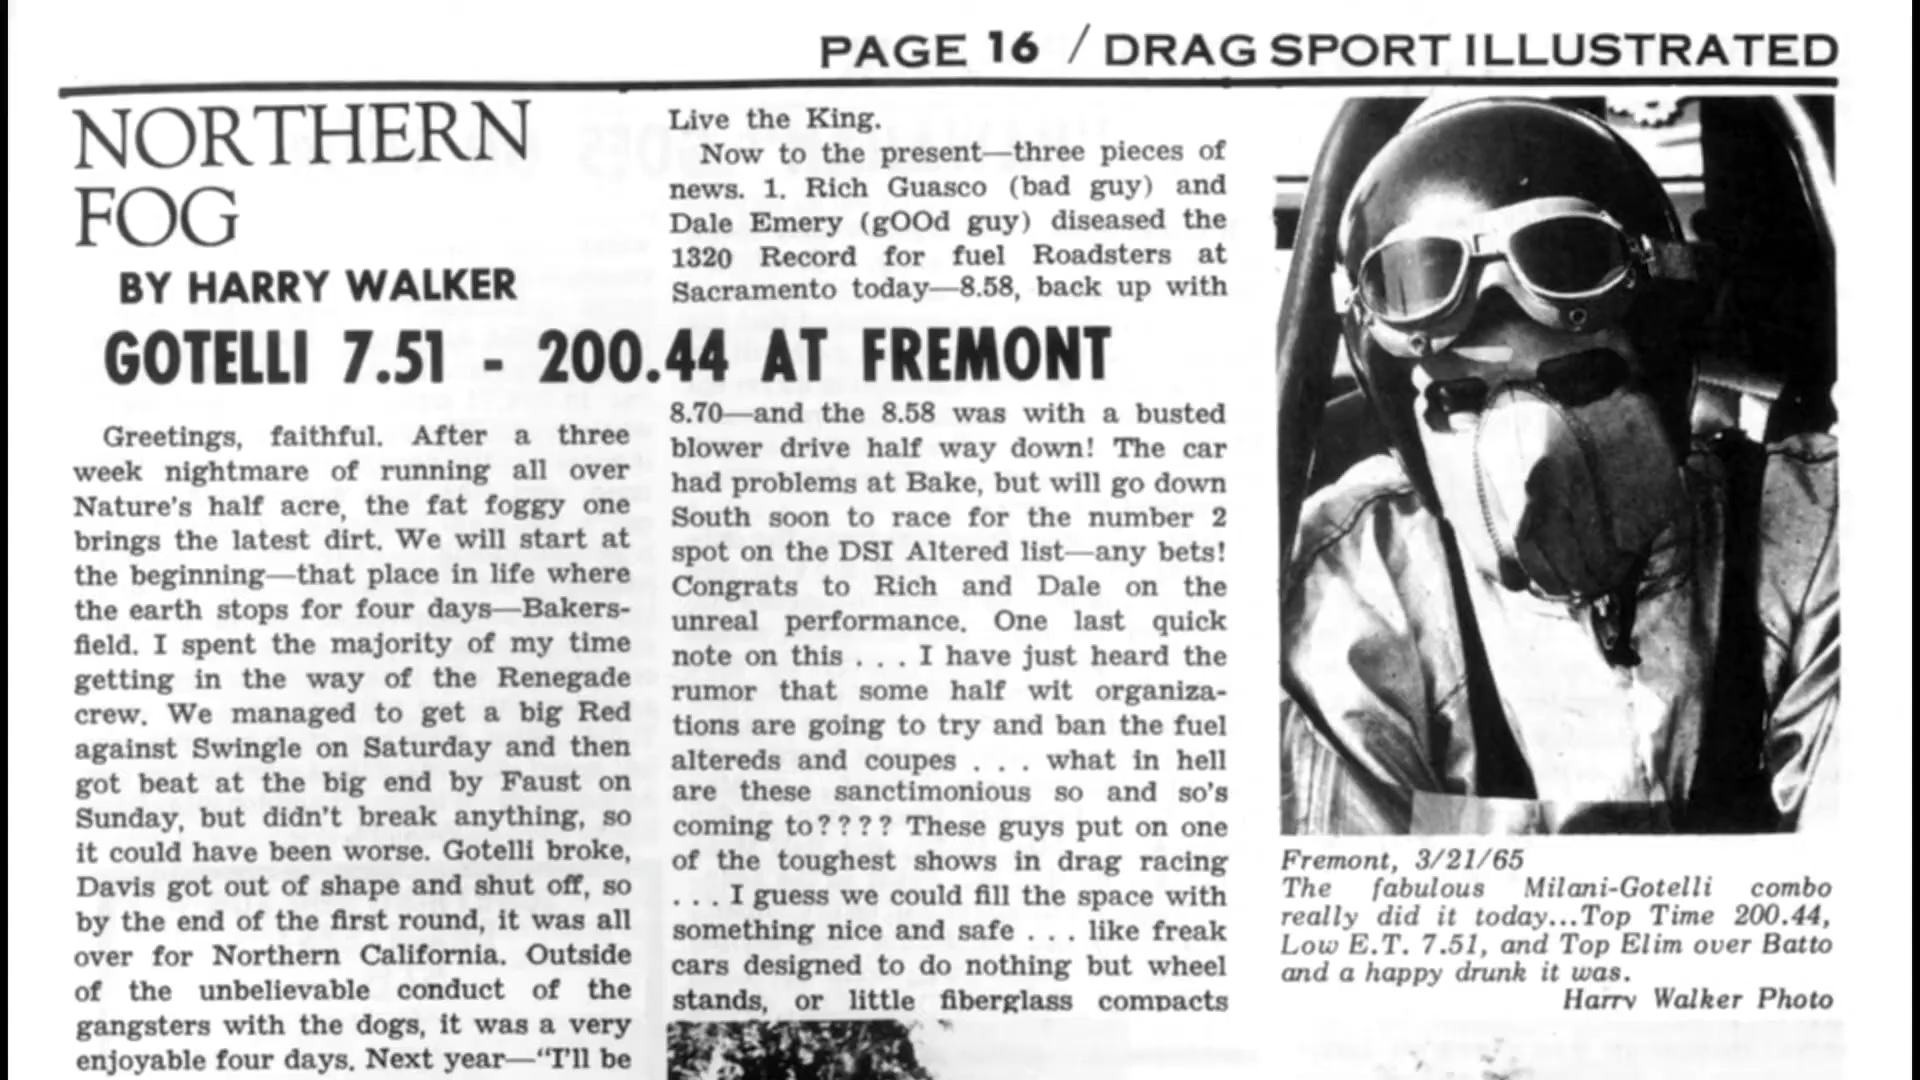 PAGE 16 / DRAG SPORT ILLUSTRATED
NORTHERN
FOG
BY HARRY WALKER
GOTELLI 7.51 - 200.44 AT FREMONT
Greetings, faithful. After a three
week nightmare of running all over
Nature's half acre, the fat foggy one
brings the latest dirt. We will start at
the beginning—that place in life where
the earth stops for four days—Bakers-
field. I spent the majority of my time
getting in the way of the Renegade
crew. We managed to get a big Red
against Swingle on Saturday and then
got beat at the big end by Faust on
Sunday, but didn't break anything, so
it could have been worse. Gotelli broke,
Davis got out of shape and shut off, so
by the end of the first round, it was all
over for Northern California. Outside
of the unbelievable conduct of the
gangsters with the dogs, it was a very
enjoyable four days. Next year—“I'll be
Live the King.
Now to the present—three pieces of
news. 1. Rich Guasco (bad guy) and
Dale Emery (gOOd guy) diseased the
1320 Record for fuel Roadsters at
Sacramento today—8.58, back up with
8.70—and the 8.58 was with a busted
blower drive half way down! The car
had problems at Bake, but will go down
South soon to race for the number 2
spot on the DSI Altered list—any bets!
Congrats to Rich and Dale on the
unreal performance. One last quick
note on this . . . I have just heard the
rumor that some half wit organiza-
tions are going to try and ban the fuel
altereds and coupes . . . what in hell
are these sanctimonious so and so's
coming to???? These guys put on one
of the toughest shows in drag racing
. . . I guess we could fill the space with
something nice and safe . . . like freak
cars designed to do nothing but wheel
stands, or little fiberglass compacts
Fremont, 3/21/65
The fabulous Milani-Gotelli combo
really did it today...Top Time 200.44,
Low E.T. 7.51, and Top Elim over Batto
and a happy drunk it was.
Harry Walker Photo